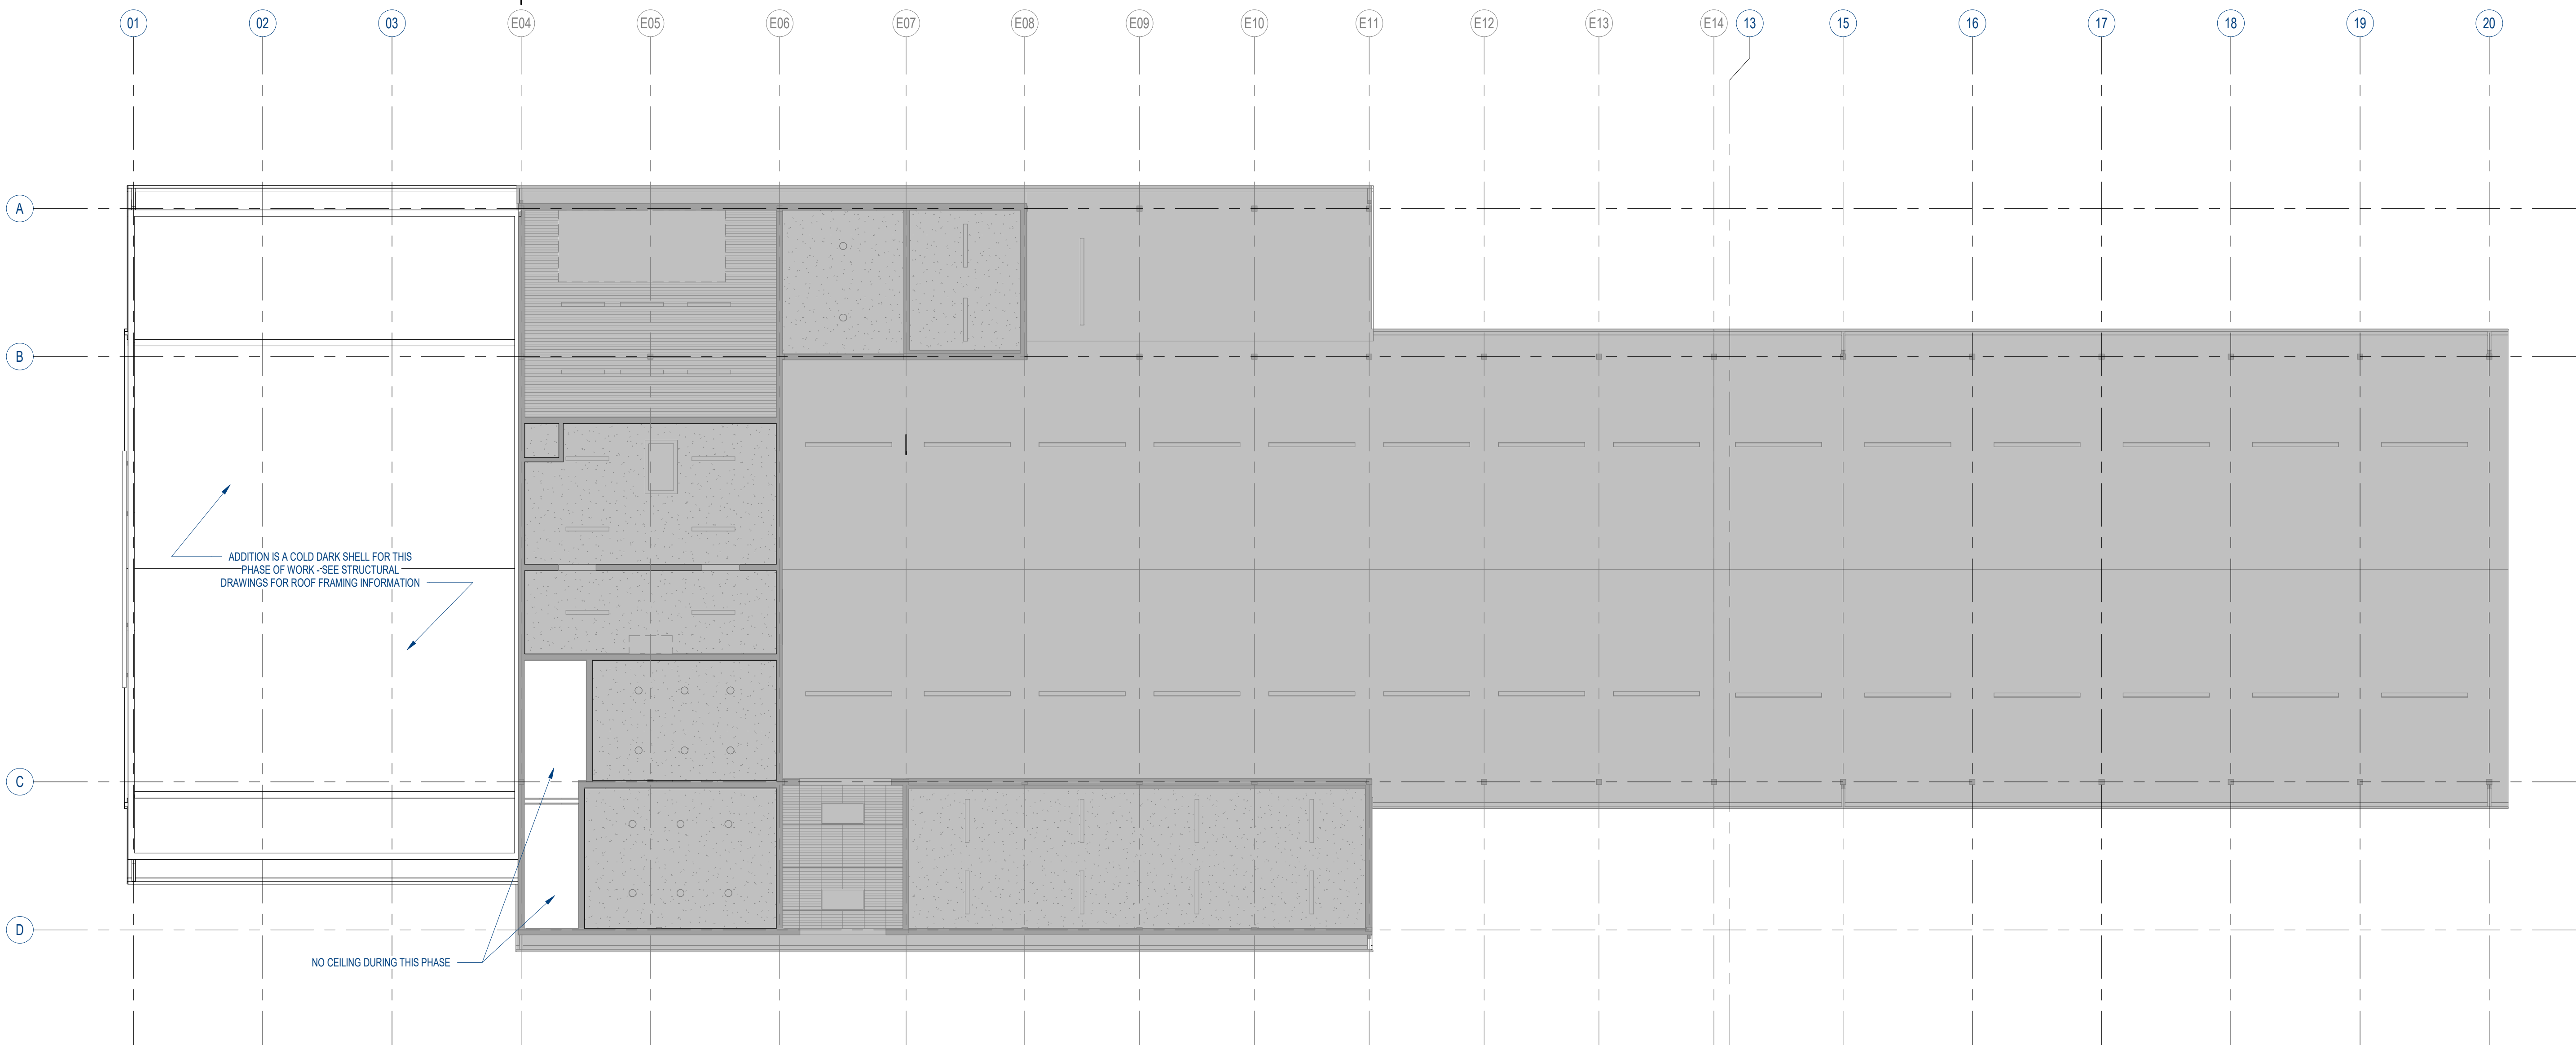 01
02
03
E04
E05
E06
E07
E08
E09
E10
E11
E12
E13
E14
13
15
16
17
18
19
20
A
B
C
D
ADDITION IS A COLD DARK SHELL FOR THIS
PHASE OF WORK - SEE STRUCTURAL
DRAWINGS FOR ROOF FRAMING INFORMATION
NO CEILING DURING THIS PHASE